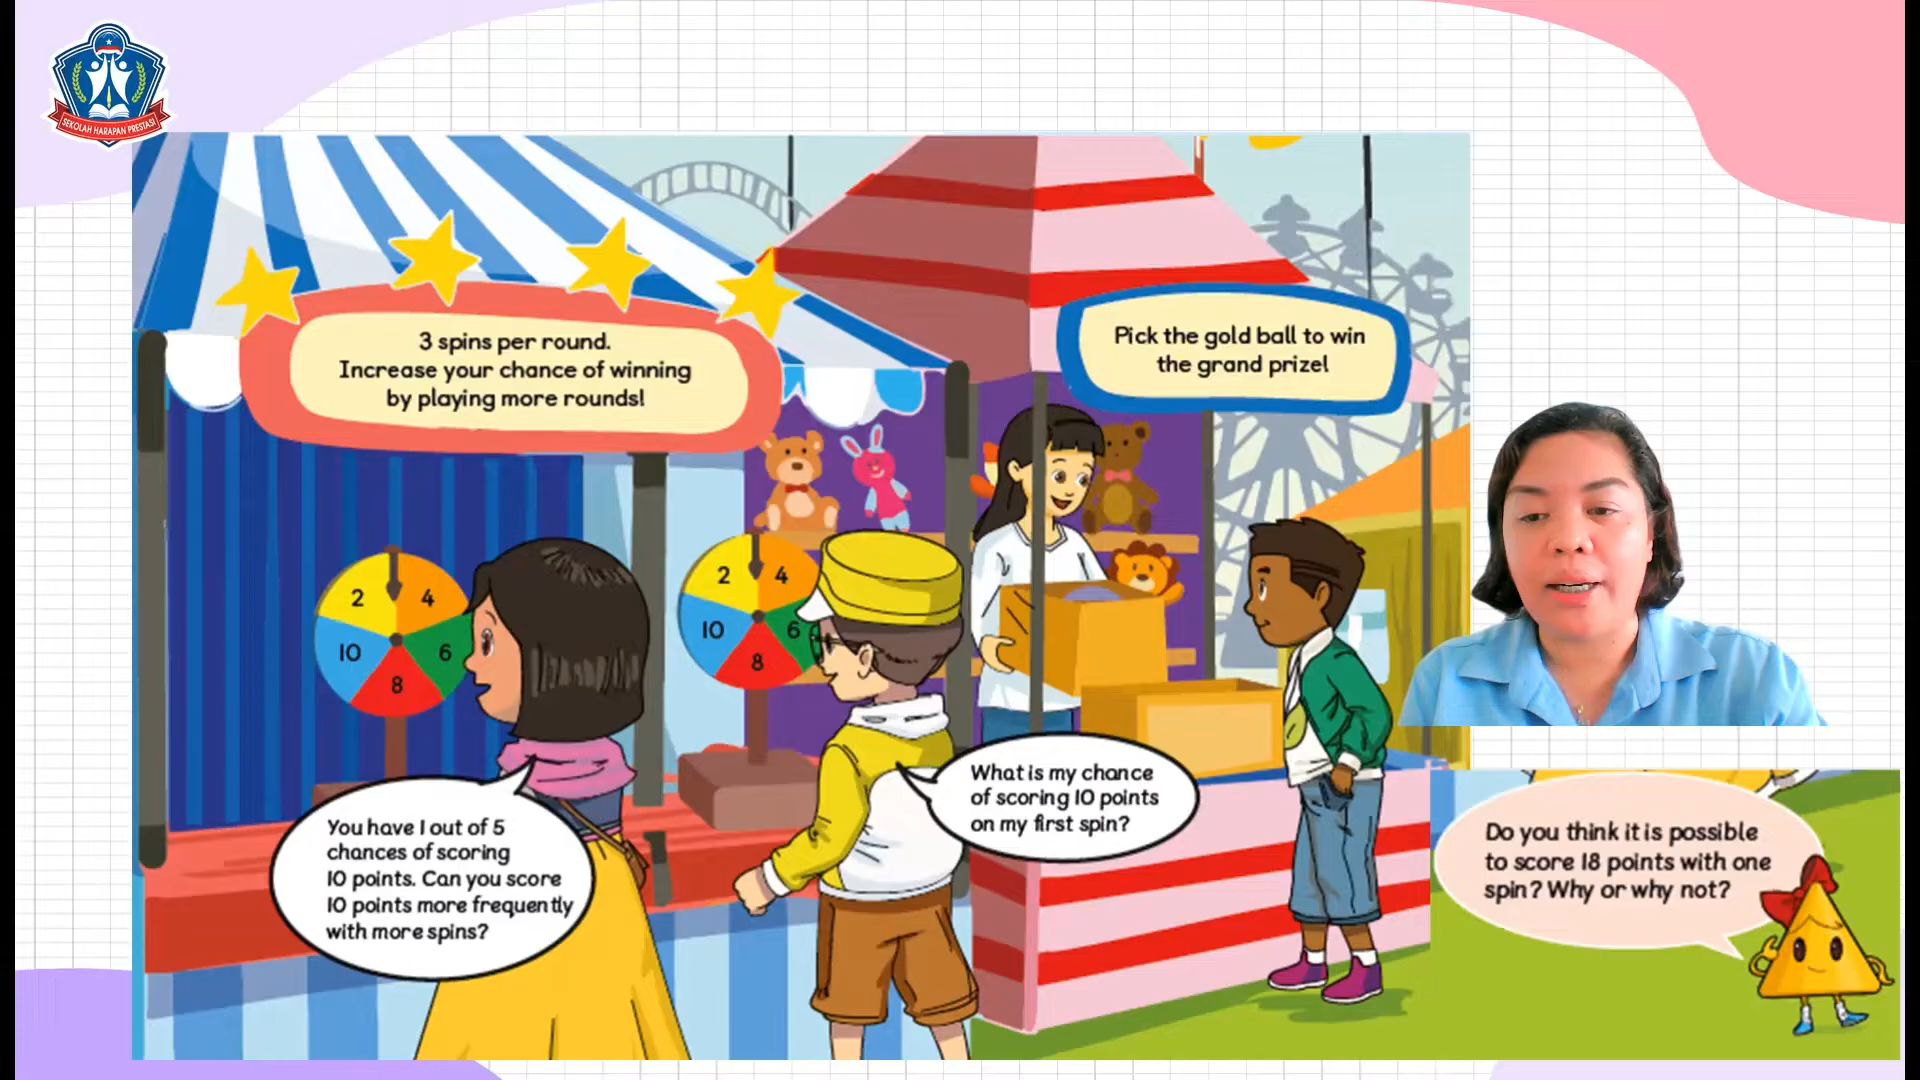 SEKOLAH HARAPAN PRESTASI
3 spins per round.
Increase your chance of winning
by playing more rounds!
Pick the gold ball to win
the grand prize!
2
4
10
6
8
2
4
10
6
8
What is my chance
of scoring 10 points
on my first spin?
You have 1 out of 5
chances of scoring
10 points. Can you score
10 points more frequently
with more spins?
Do you think it is possible
to score 18 points with one
spin? Why or why not?